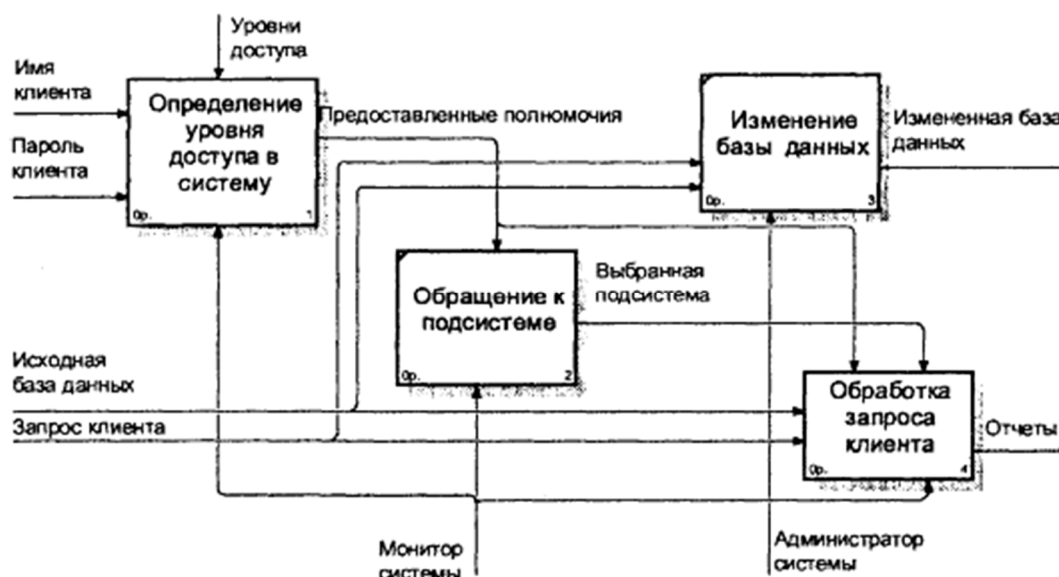 Уровни
доступа
Имя
клиента
Пароль
клиента
Определение
уровня
доступа в
систему
0р.
1
Предоставленные полномочия
Изменение
базы данных
0р.
3
Измененная база
данных
Обращение к
подсистеме
0р.
2
Выбранная
подсистема
Исходная
база данных
Запрос клиента
Обработка
запроса
клиента
0р.
4
Отчеты
Монитор
системы
Администратор
системы